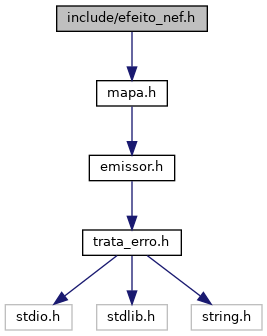 include/efeito_nef.h
mapa.h
emissor.h
trata_erro.h
stdio.h
stdlib.h
string.h